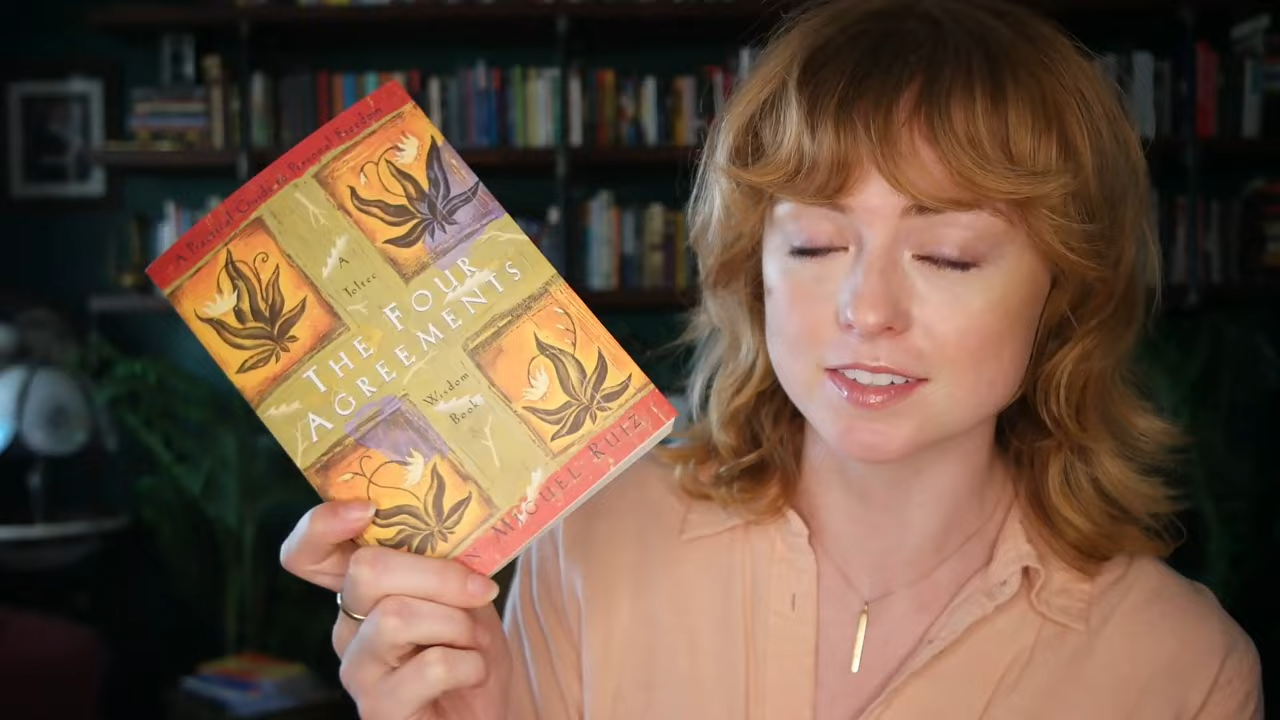 A Practical Guide to Personal Freedom
A
Toltec
THE FOUR
AGREEMENTS
Wisdom
Book
MIGUEL RUIZ